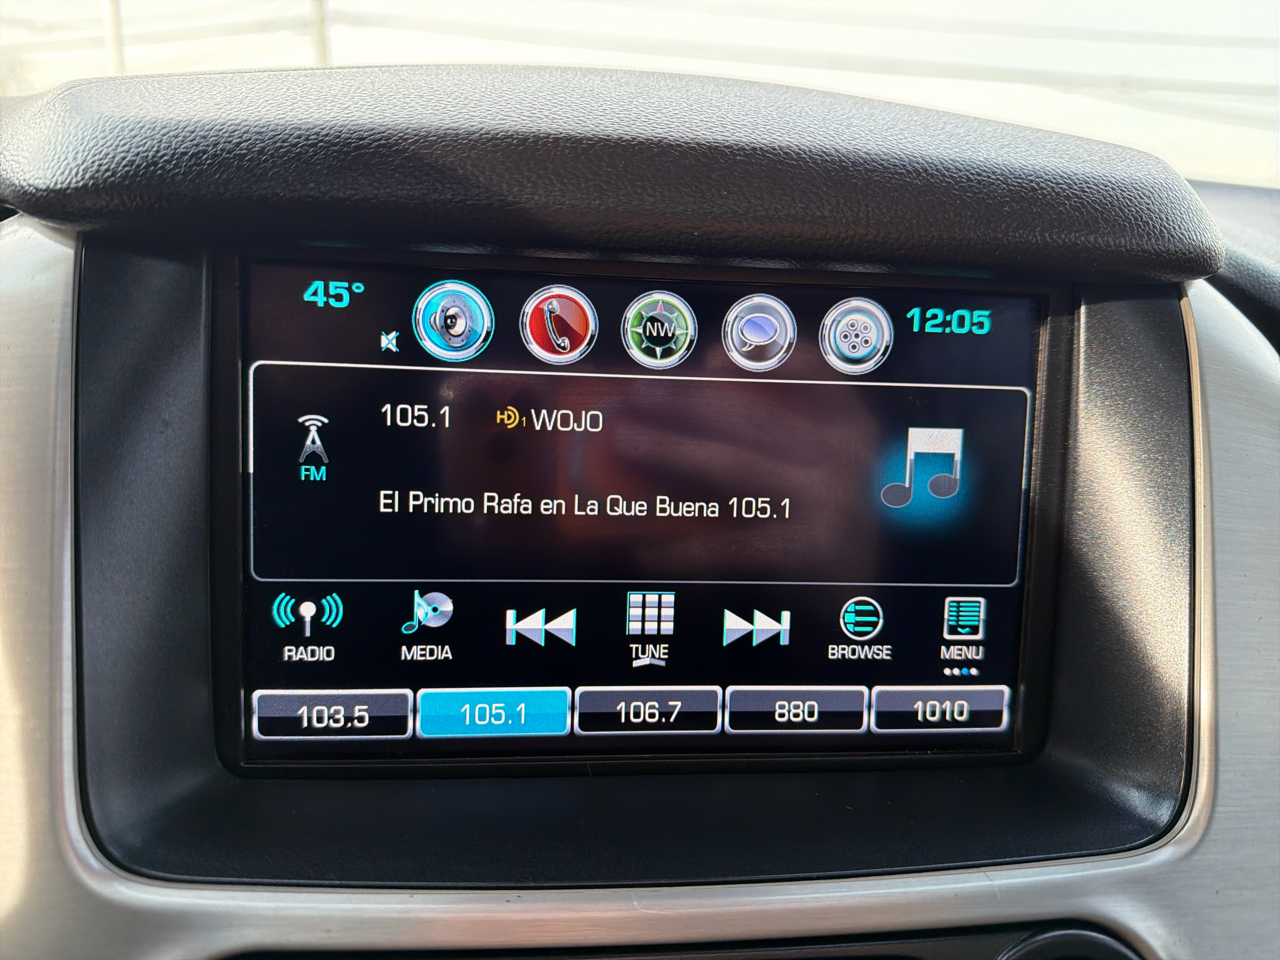 45°
NW
12:05
105.1 HD1 WOJO
FM
El Primo Rafa en La Que Buena 105.1
RADIO MEDIA TUNE BROWSE MENU
103.5 105.1 106.7 880 1010